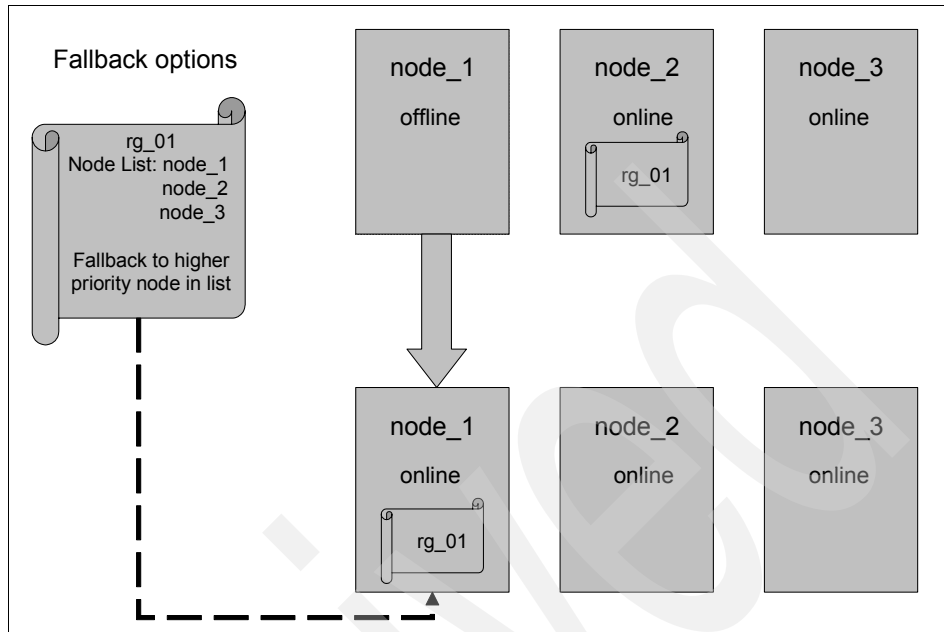 Fallback options
rg_01
Node List: node_1
node_2
node_3
Fallback to higher
priority node in list
node_1
offline
node_2
online
rg_01
node_3
online
node_1
online
rg_01
node_2
online
node_3
online